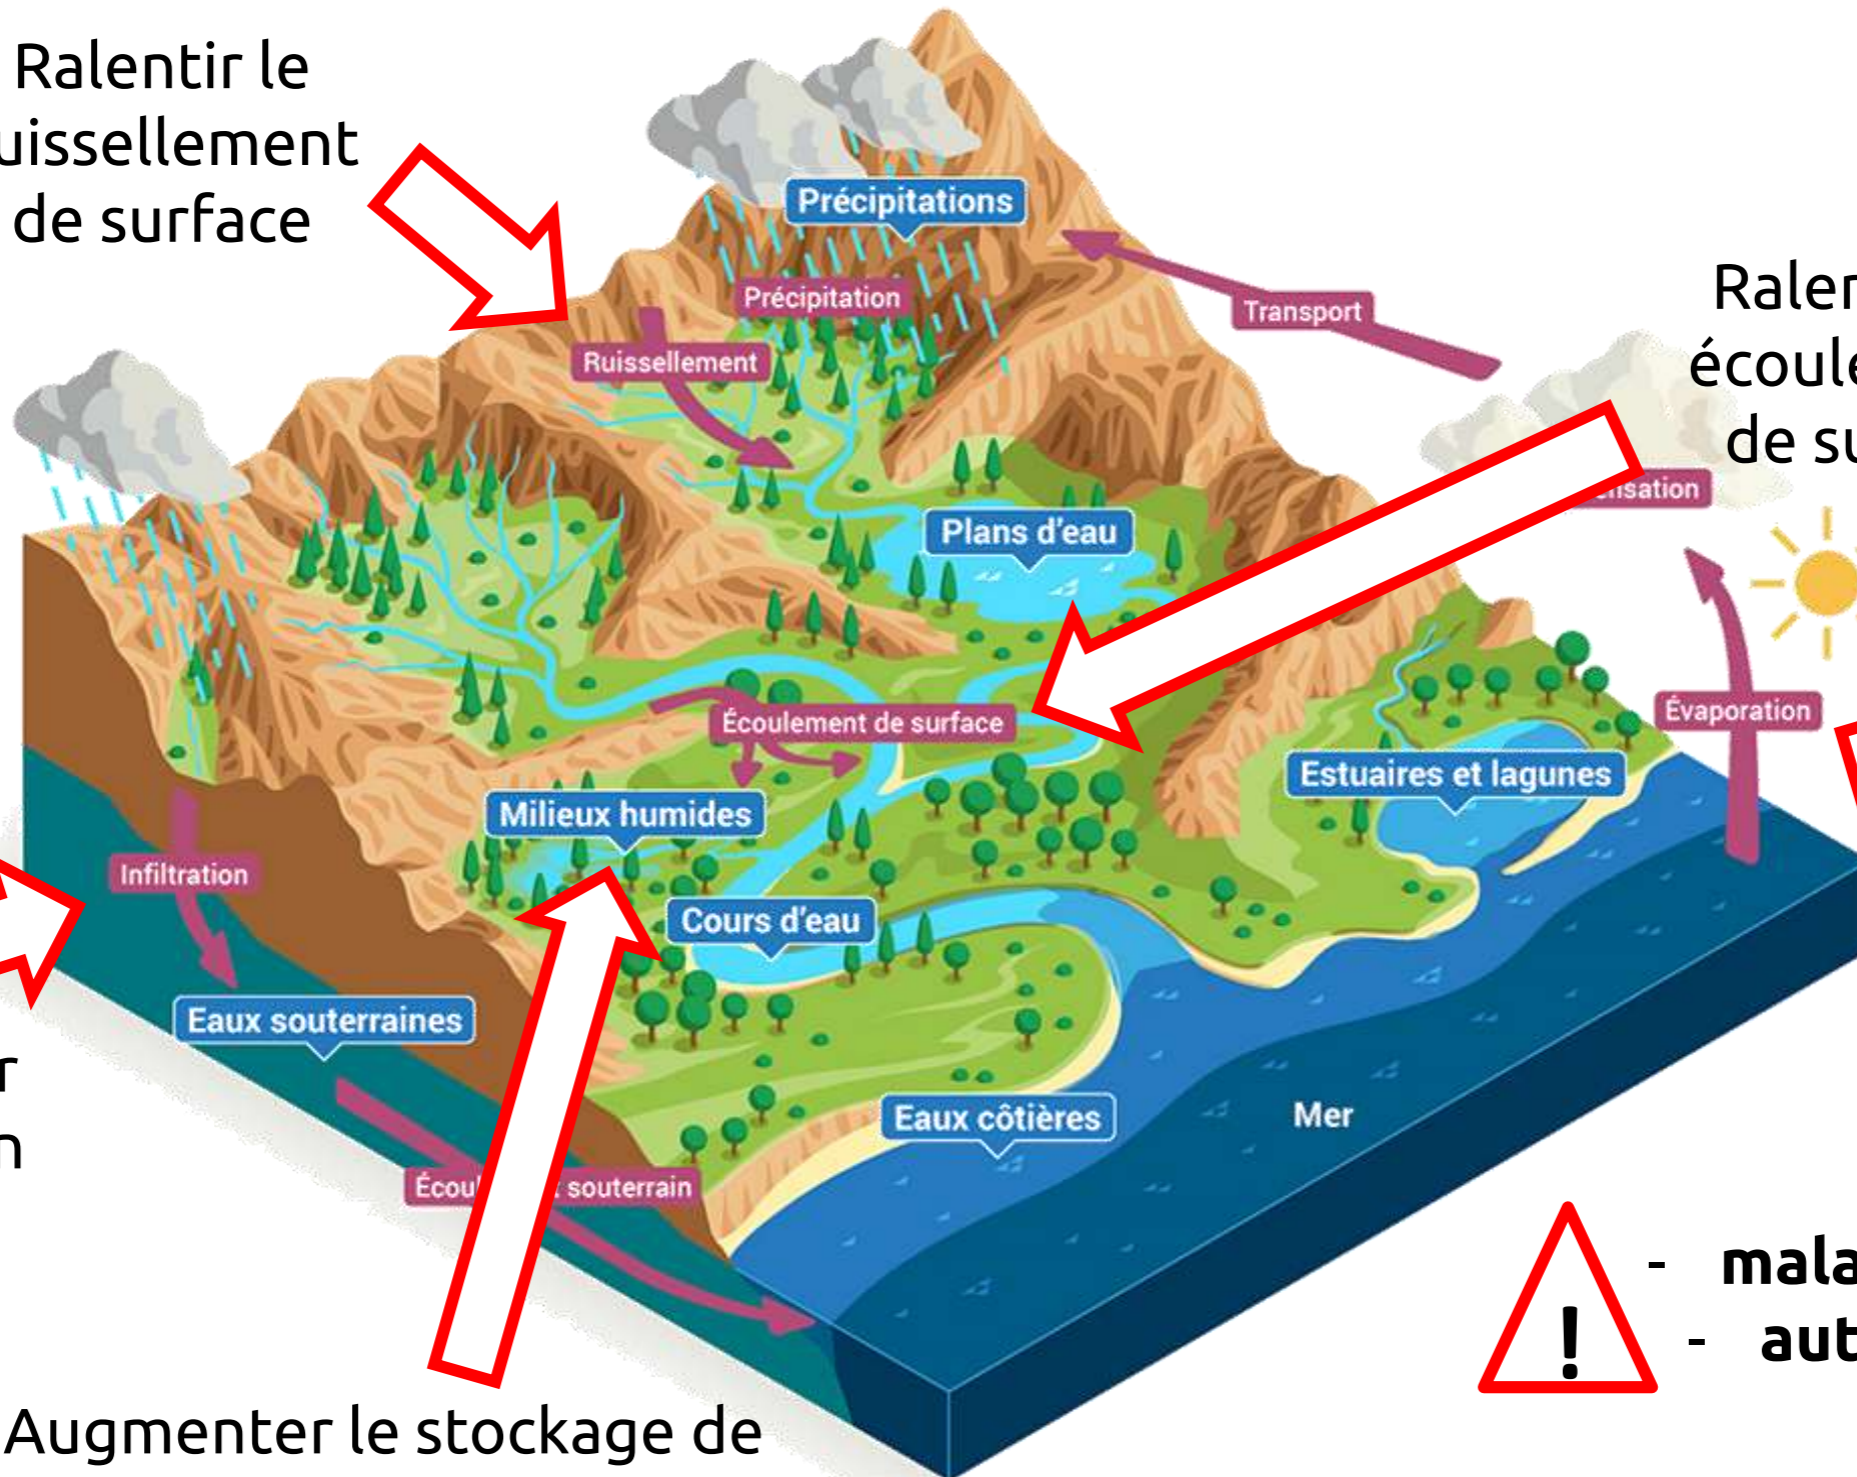 Ralentir le
uissellement
de surface
Précipitations
Précipitation
Transport
Ruissellement
Raler
écoule
de su
isation
Plans d'eau
Écoulement de surface
Évaporation
Estuaires et lagunes
Milieux humides
Infiltration
Cours d'eau
Eaux souterraines
r
n
Eaux côtières
Mer
Écou souterrain
!
- mala
- aut
Augmenter le stockage de